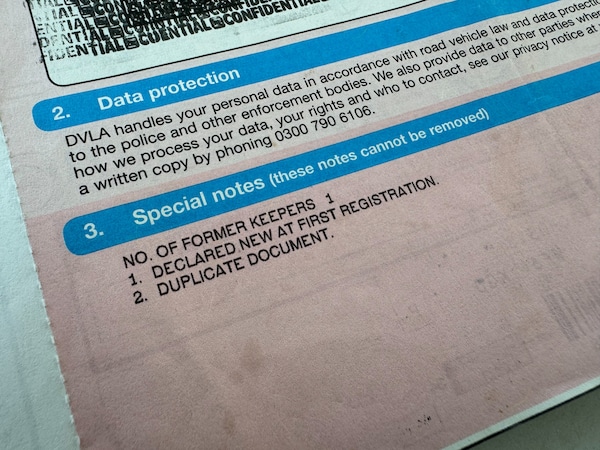 CONFIDENTIAL
2. Data protection
DVLA handles your personal data in accordance with road vehicle law and data protection
to the police and other enforcement bodies. We also provide data to other parties where
how we process your data, your rights and who to contact, see our privacy notice at
a written copy by phoning 0300 790 6106.
3. Special notes (these notes cannot be removed)
NO. OF FORMER KEEPERS 1
1. DECLARED NEW AT FIRST REGISTRATION.
2. DUPLICATE DOCUMENT.